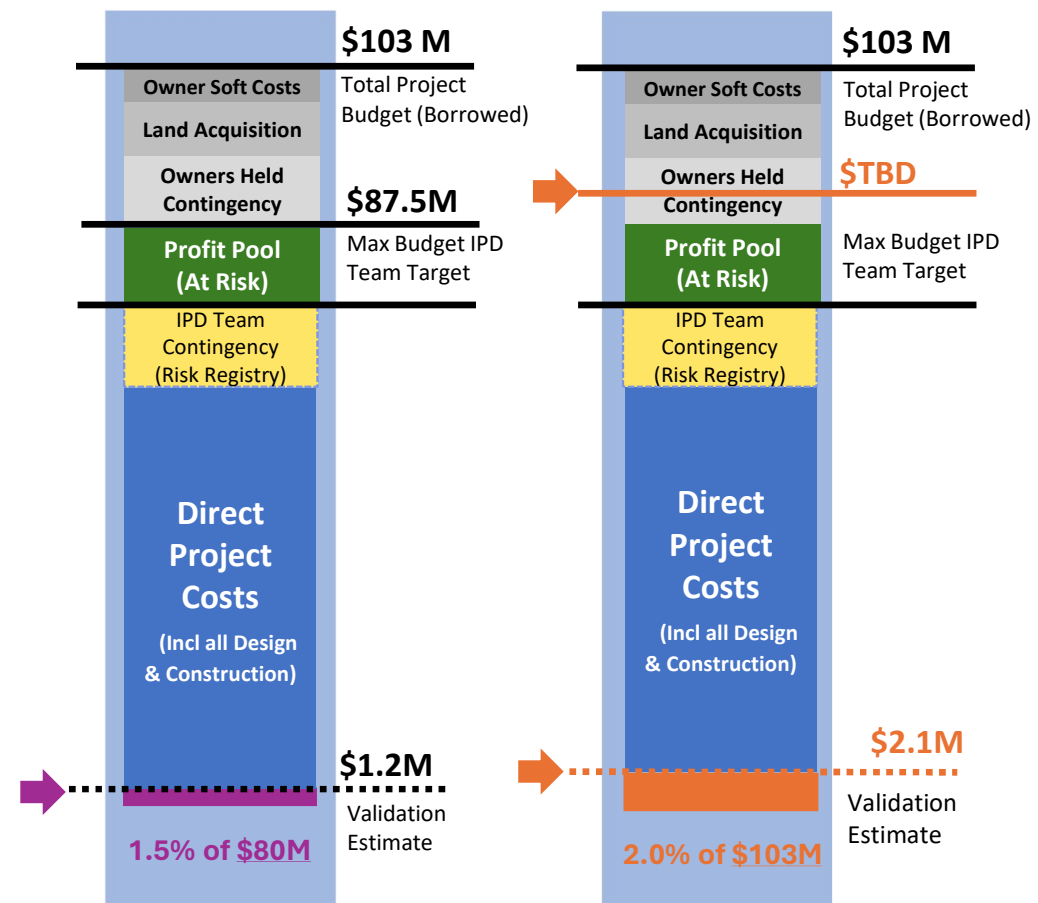 $103 M
Owner Soft Costs
Total Project
Budget (Borrowed)
Land Acquisition
Owners Held
Contingency
$87.5M
Max Budget IPD
Team Target
Profit Pool
(At Risk)
IPD Team
Contingency
(Risk Registry)
Direct
Project
Costs
(Incl all Design
& Construction)
$1.2M
Validation
Estimate
1.5% of $80M
$103 M
Owner Soft Costs
Total Project
Budget (Borrowed)
Land Acquisition
Owners Held
Contingency
$TBD
Max Budget IPD
Team Target
Profit Pool
(At Risk)
IPD Team
Contingency
(Risk Registry)
Direct
Project
Costs
(Incl all Design
& Construction)
$2.1M
Validation
Estimate
2.0% of $103M